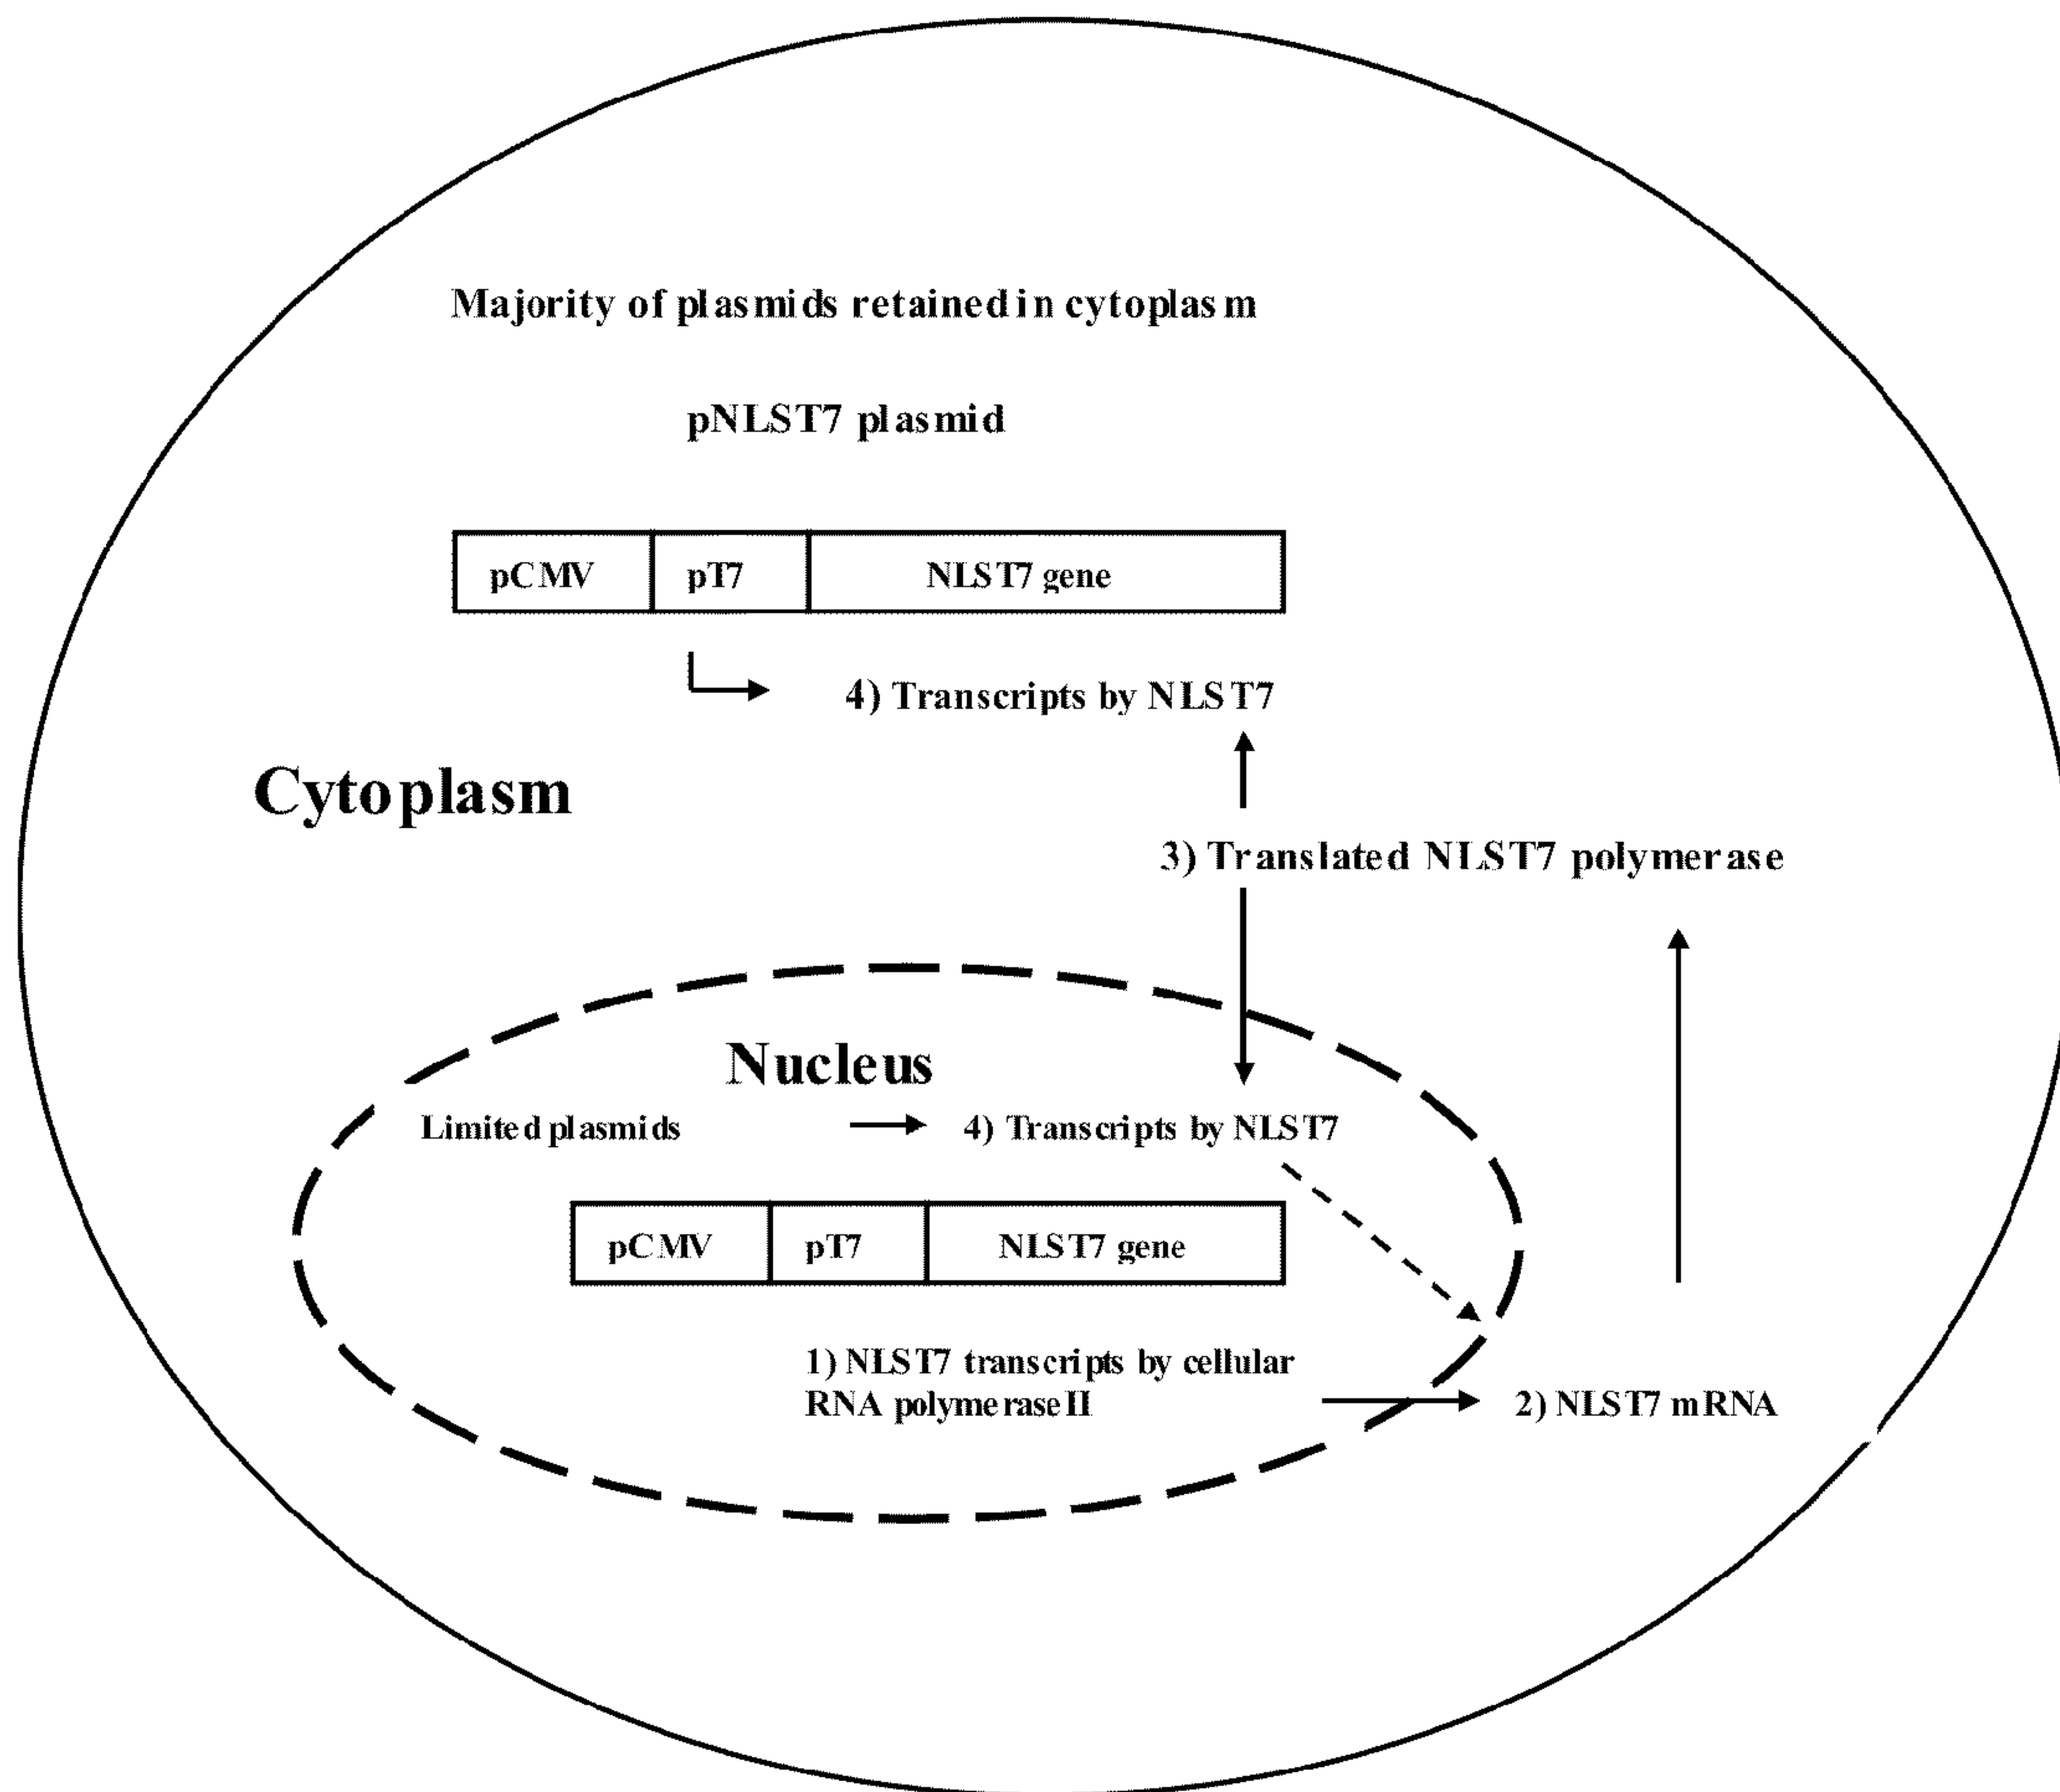 Majority of plasmids retained in cytoplasm
pNLST7 plasmid
pCMV pT7 NLST7 gene
4) Transcripts by NLST7
Cytoplasm
3) Translated NLST7 polymerase
Nucleus
Limited plasmids 4) Transcripts by NLST7
pCMV pT7 NLST7 gene
1) NLST7 transcripts by cellular
RNA polymerase II
2) NLST7 mRNA